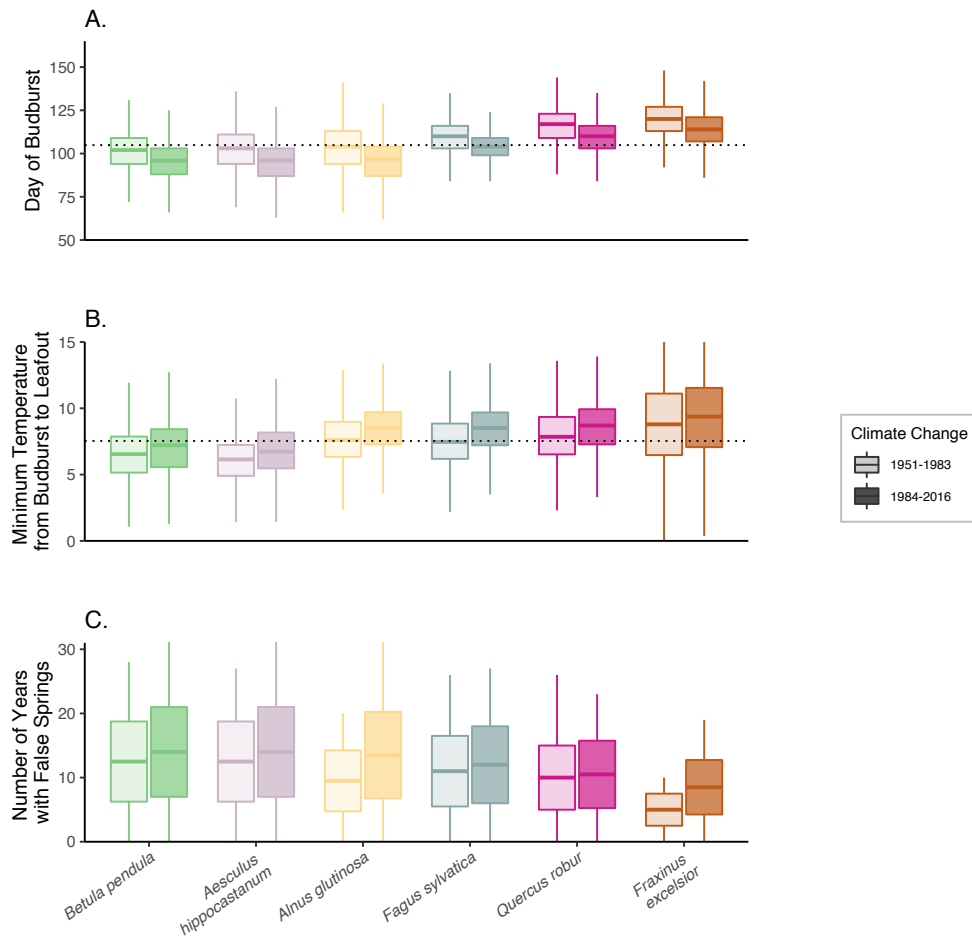 A.
Day of Budburst
150
125
100
75
50
B.
Minimum Temperature
from Budburst to Leafout
15
10
5
0
Climate Change
1951-1983
1984-2016
C.
Number of Years
with False Springs
30
20
10
0
Betula pendula
Aesculus
hippocastanum
Alnus glutinosa
Fagus sylvatica
Quercus robur
Fraxinus
excelsior